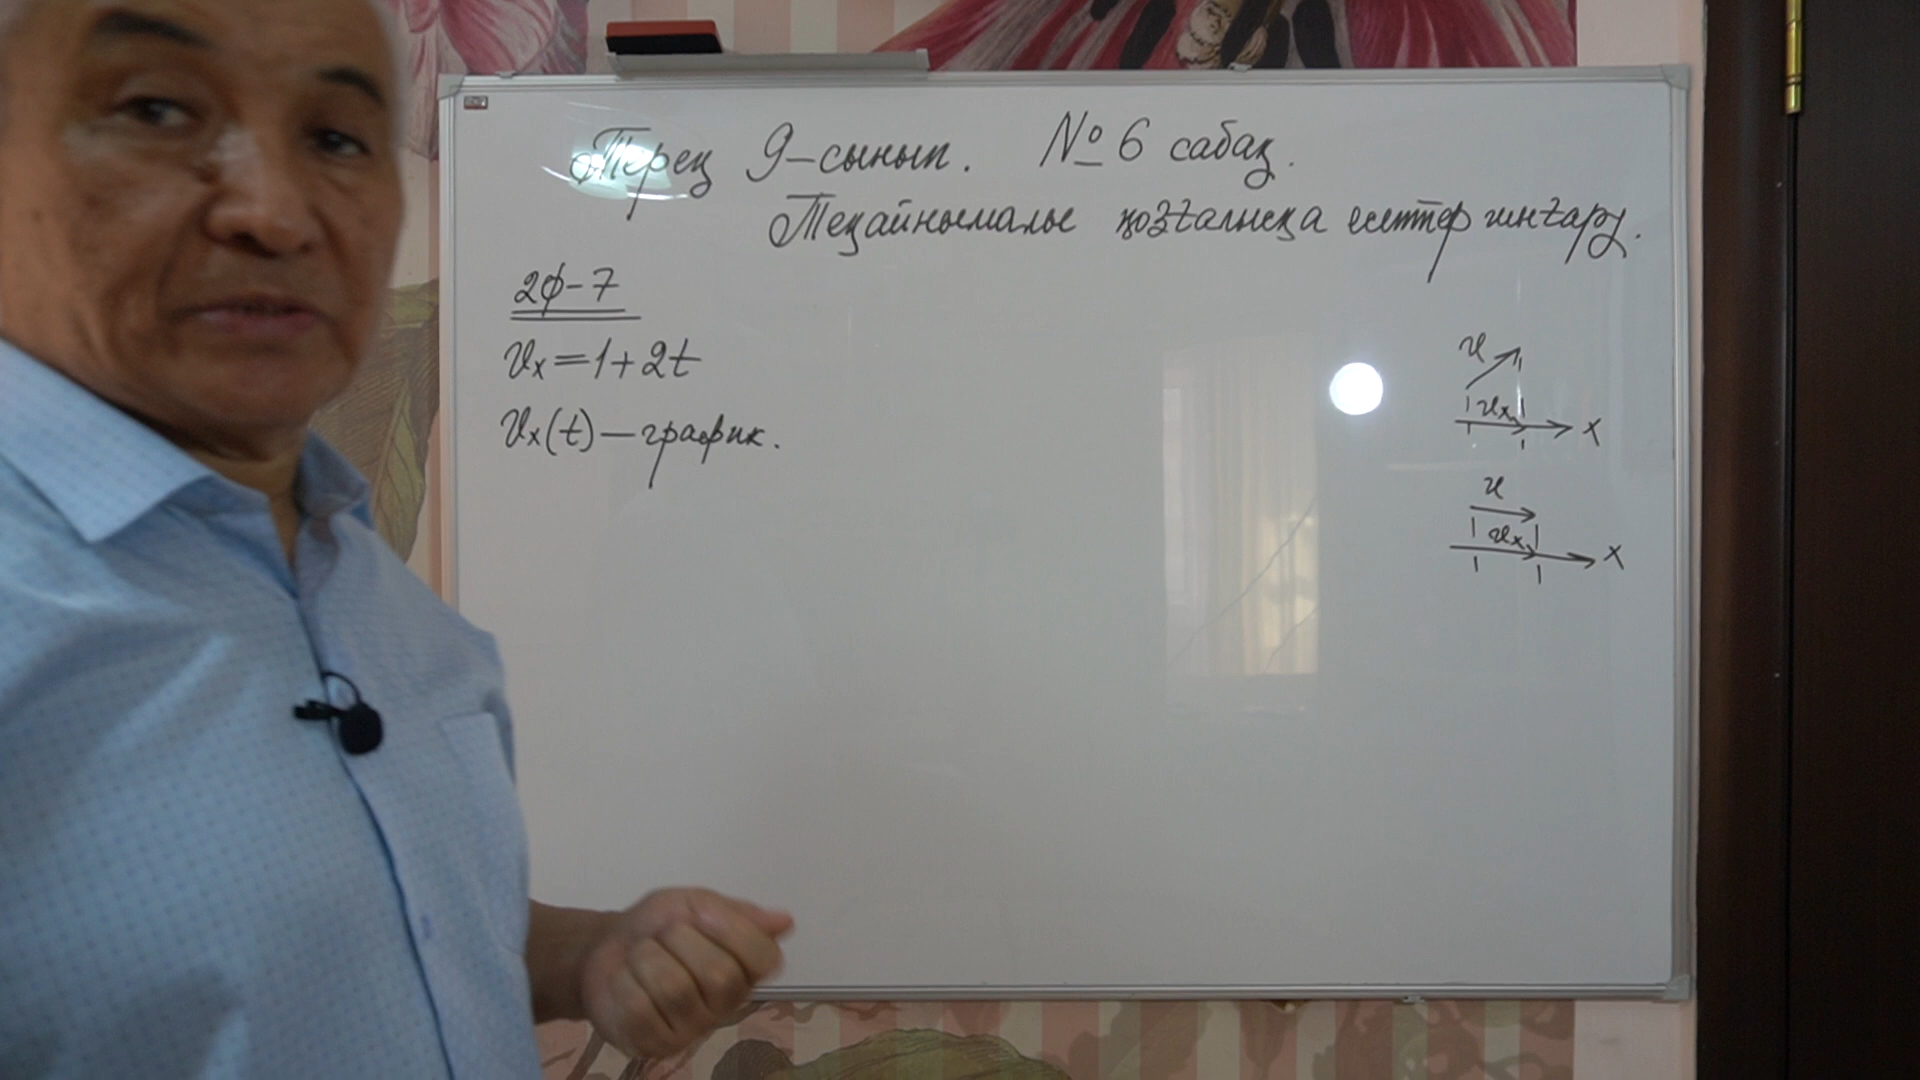 Терең 9-сынып. № 6 сабақ.
Теңайнымалы қозғалысқа есептер шығару.
2ф-7
υₓ=1+2t
υₓ(t)—график.
υ
υₓ
x
υ
υₓ
x